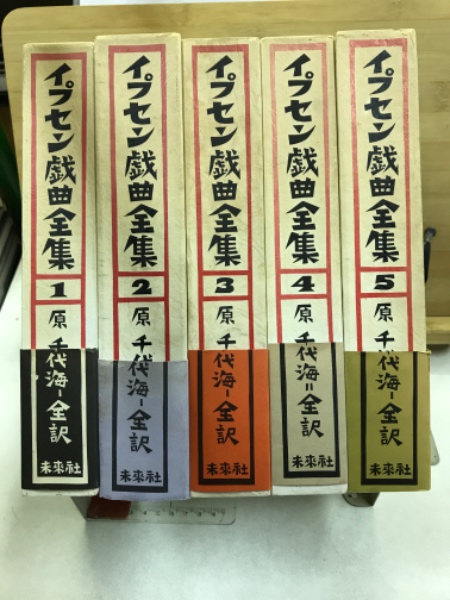 イプセン戯曲全集
1
原 千代海=全訳
未來社
イプセン戯曲全集
2
原 千代海=全訳
未來社
イプセン戯曲全集
3
原 千代海=全訳
未來社
イプセン戯曲全集
4
原 千代海=全訳
未來社
イプセン戯曲全集
5
原 千代海=全訳
未來社